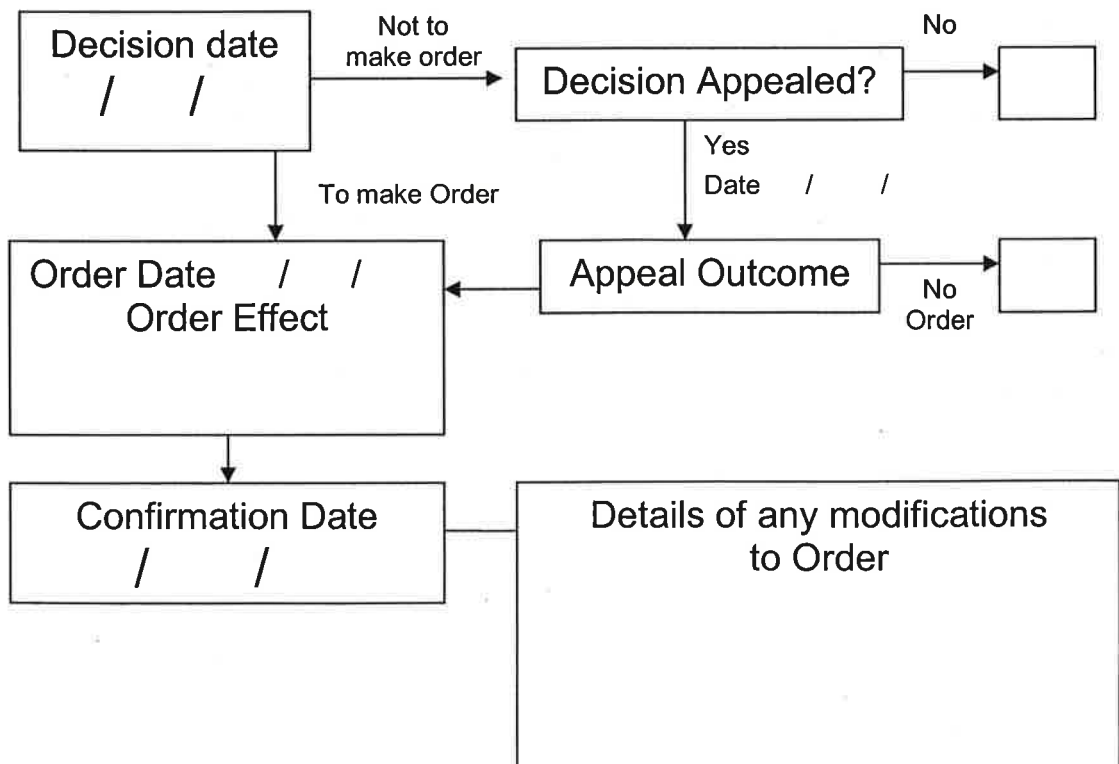 Decision date
/ /
Not to
make order
Decision Appealed?
No
Yes
Date / /
To make Order
Order Date / /
Order Effect
Appeal Outcome
No
Order
Confirmation Date
/ /
Details of any modifications
to Order